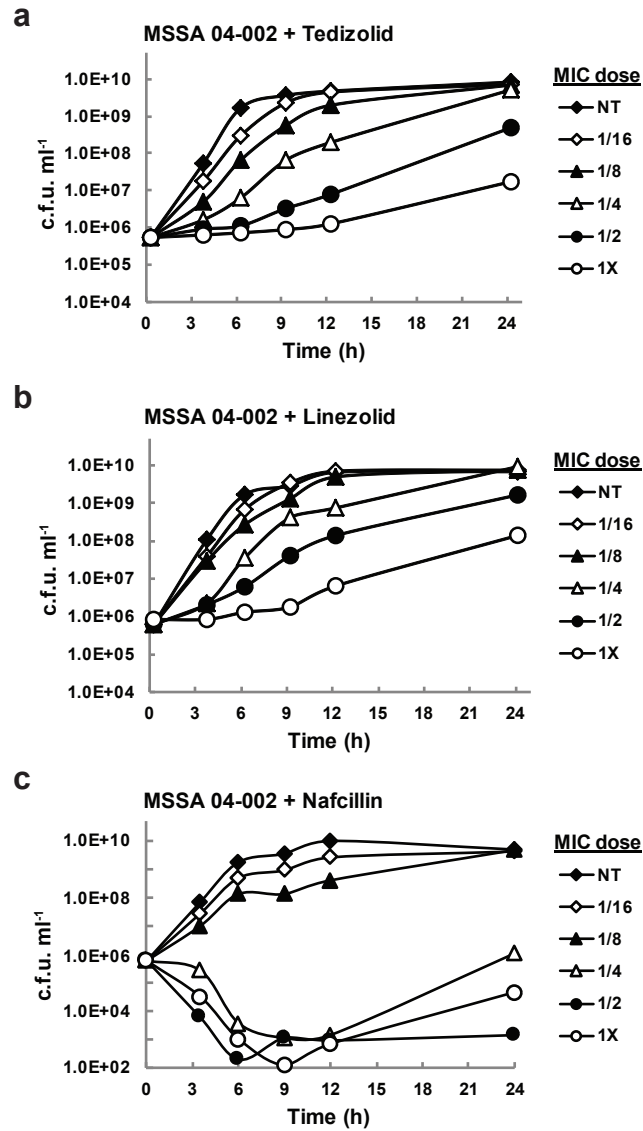 a
MSSA 04-002 + Tedizolid
1.0E+10
1.0E+09
1.0E+08
1.0E+07
1.0E+06
1.0E+05
1.0E+04
c.f.u. ml-1
0 3 6 9 12 15 18 21 24
Time (h)
MIC dose
NT
1/16
1/8
1/4
1/2
1X
b
MSSA 04-002 + Linezolid
1.0E+10
1.0E+09
1.0E+08
1.0E+07
1.0E+06
1.0E+05
1.0E+04
c.f.u. ml-1
0 3 6 9 12 15 18 21 24
Time (h)
MIC dose
NT
1/16
1/8
1/4
1/2
1X
c
MSSA 04-002 + Nafcillin
1.0E+10
1.0E+08
1.0E+06
1.0E+04
1.0E+02
c.f.u. ml-1
0 3 6 9 12 15 18 21 24
Time (h)
MIC dose
NT
1/16
1/8
1/4
1/2
1X